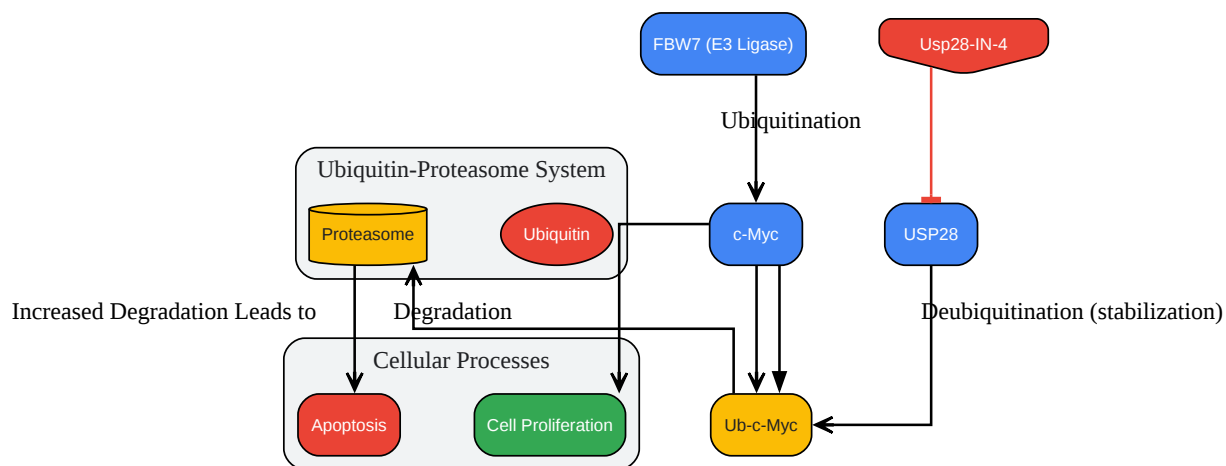 FBW7 (E3 Ligase)
Usp28-IN-4
Ubiquitination
Ubiquitin-Proteasome System
Proteasome
Ubiquitin
c-Myc
USP28
Increased Degradation Leads to
Degradation
Deubiquitination (stabilization)
Cellular Processes
Apoptosis
Cell Proliferation
Ub-c-Myc